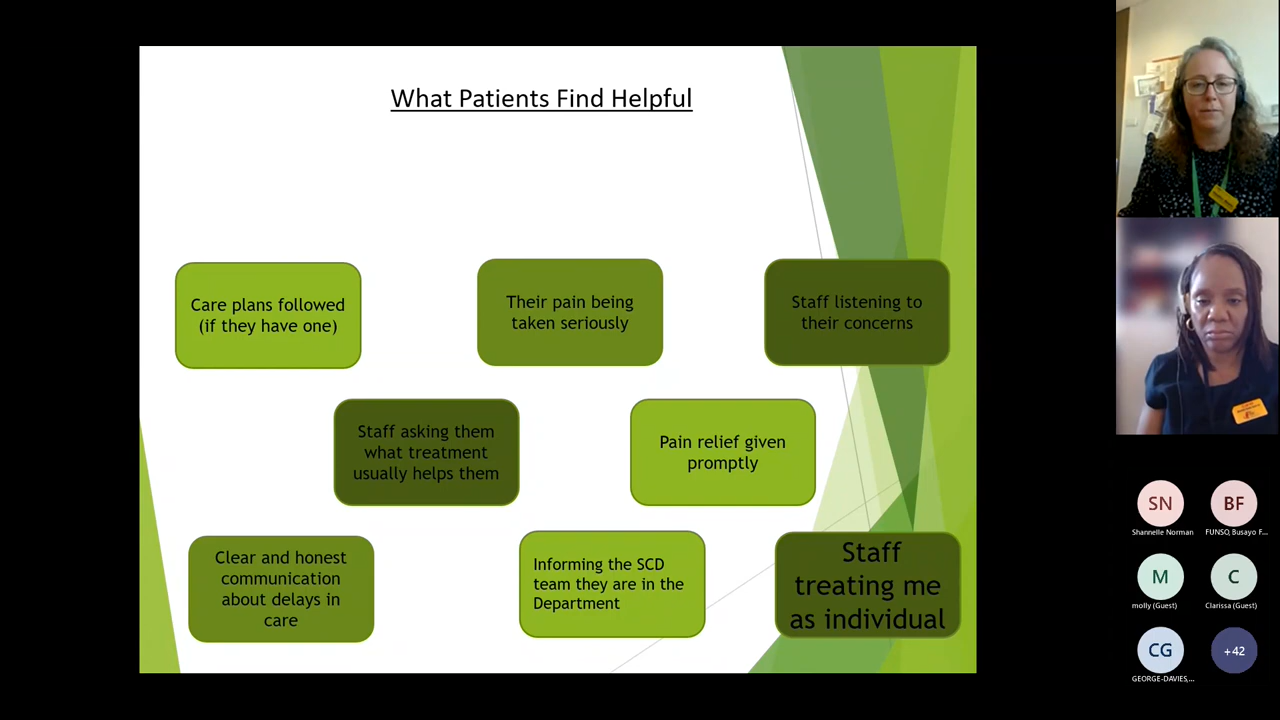 What Patients Find Helpful
Care plans followed
(if they have one)
Their pain being
taken seriously
Staff listening to
their concerns
Staff asking them
what treatment
usually helps them
Pain relief given
promptly
Clear and honest
communication
about delays in
care
Informing the SCD
team they are in the
Department
Staff
treating me
as individual
SN
BF
Shannelle Norman
FUNSO, Busayo F...
M
C
molly (Guest)
Clarissa (Guest)
CG
+42
GEORGE-DAVIES,...